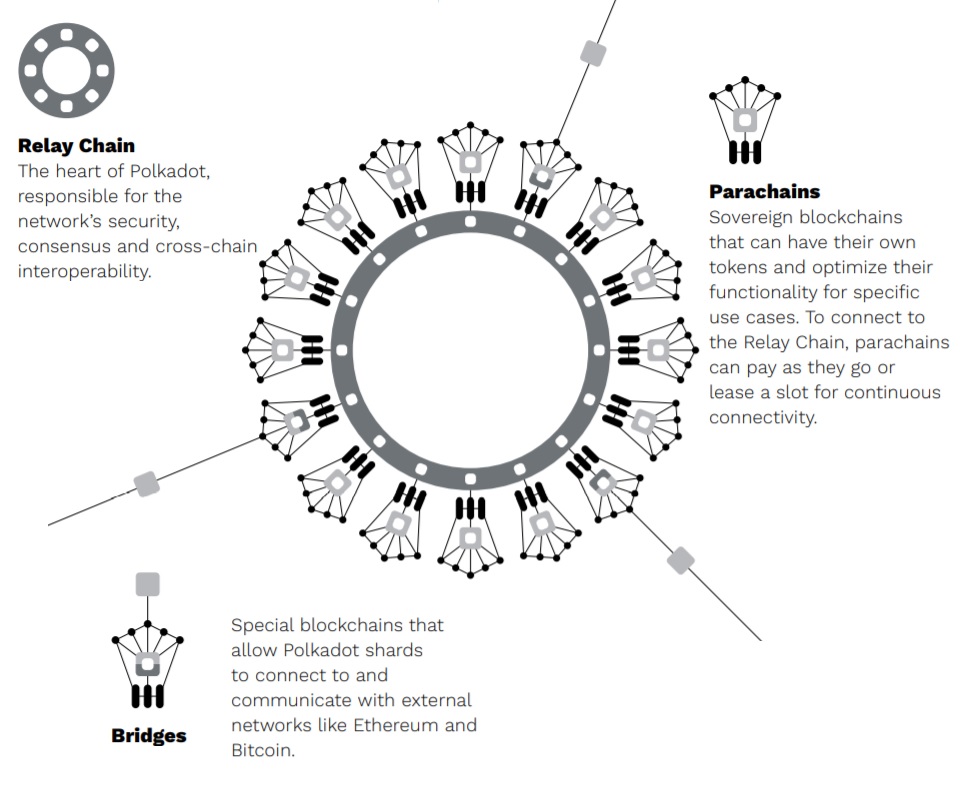 Relay Chain
The heart of Polkadot,
responsible for the
network's security,
consensus and cross-chain
interoperability.
Parachains
Sovereign blockchains
that can have their own
tokens and optimize their
functionality for specific
use cases. To connect to
the Relay Chain, parachains
can pay as they go or
lease a slot for continuous
connectivity.
Bridges
Special blockchains that
allow Polkadot shards
to connect to and
communicate with external
networks like Ethereum and
Bitcoin.